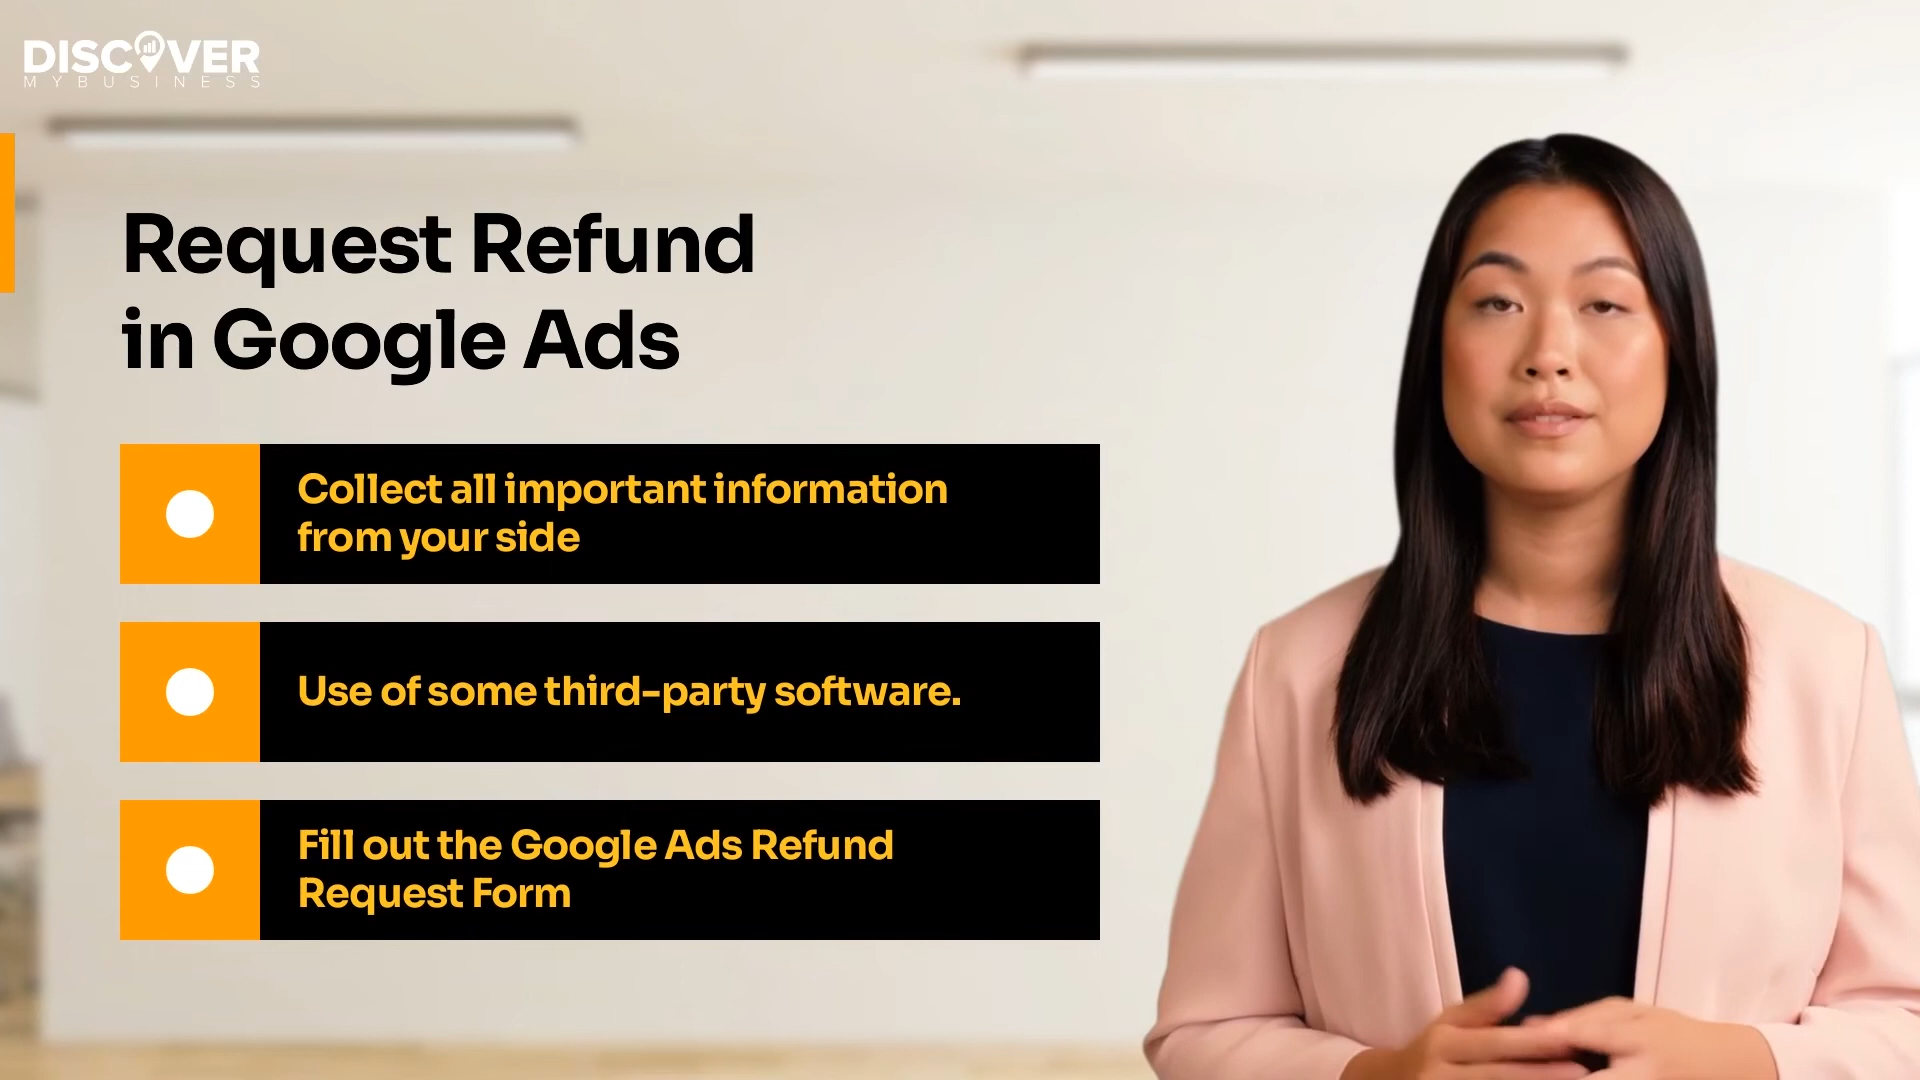 DISCOVER
MYBUSINESS
Request Refund
in Google Ads
Collect all important information
from your side
Use of some third-party software.
Fill out the Google Ads Refund
Request Form